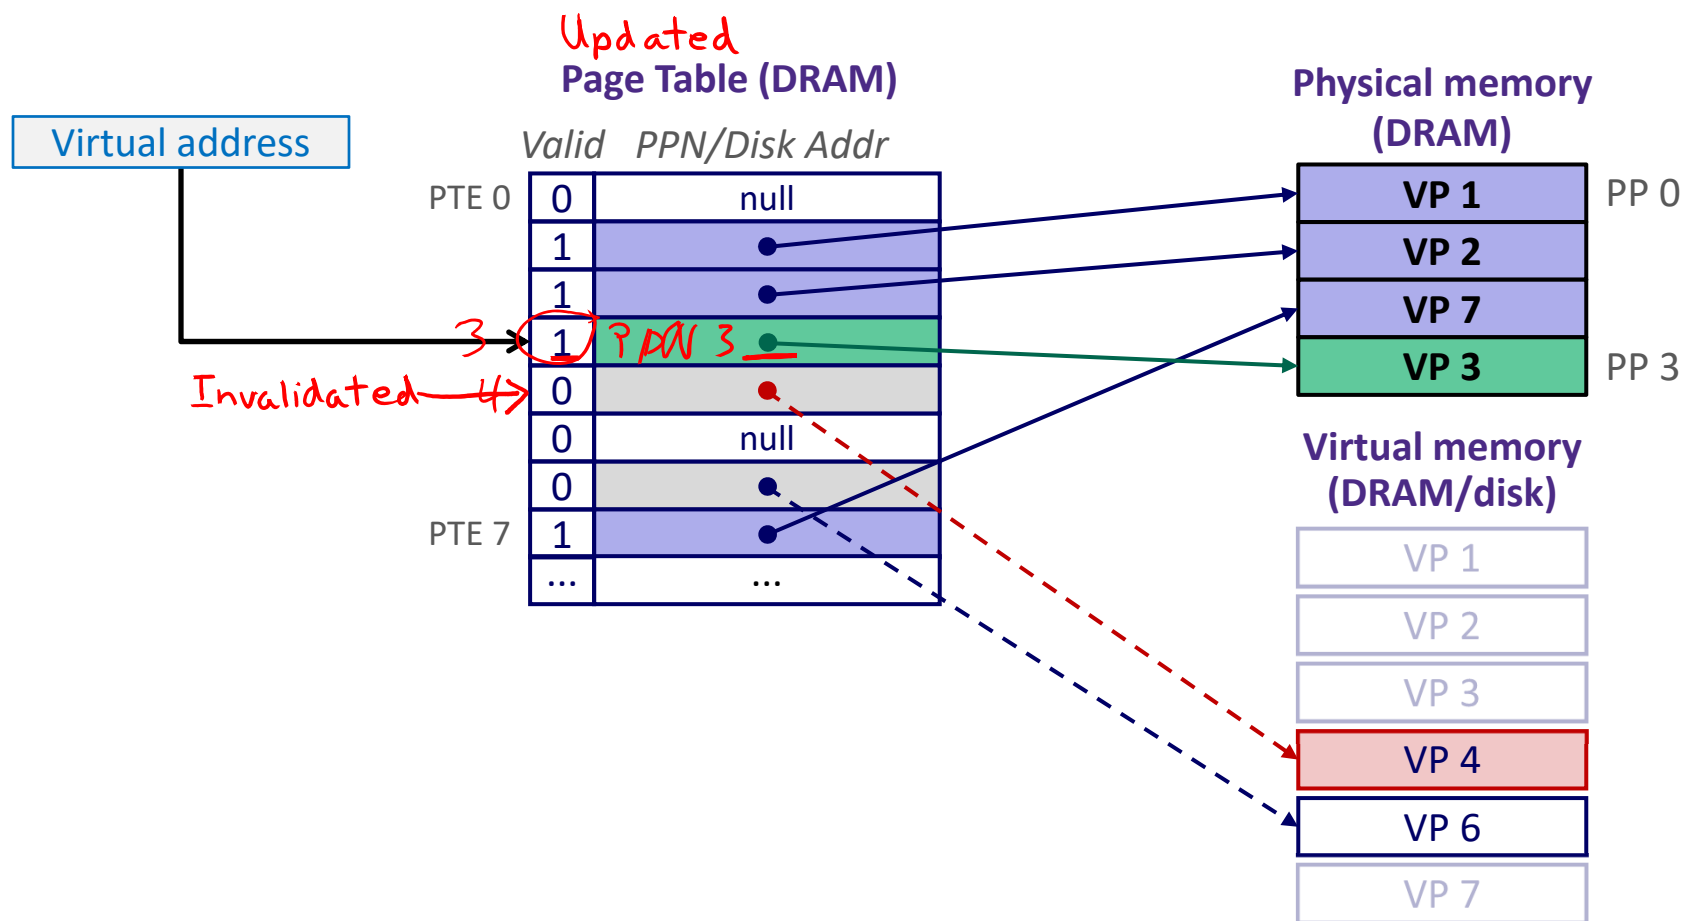 Updated
Page Table (DRAM)
Physical memory
(DRAM)
Virtual address
Valid PPN/Disk Addr
PTE 0 0 null
VP 1 PP 0
1
VP 2
1
VP 7
3 1 PPN 3
VP 3 PP 3
Invalidated 4 0
0 null
Virtual memory
(DRAM/disk)
0
PTE 7 1
VP 1
... ...
VP 2
VP 3
VP 4
VP 6
VP 7